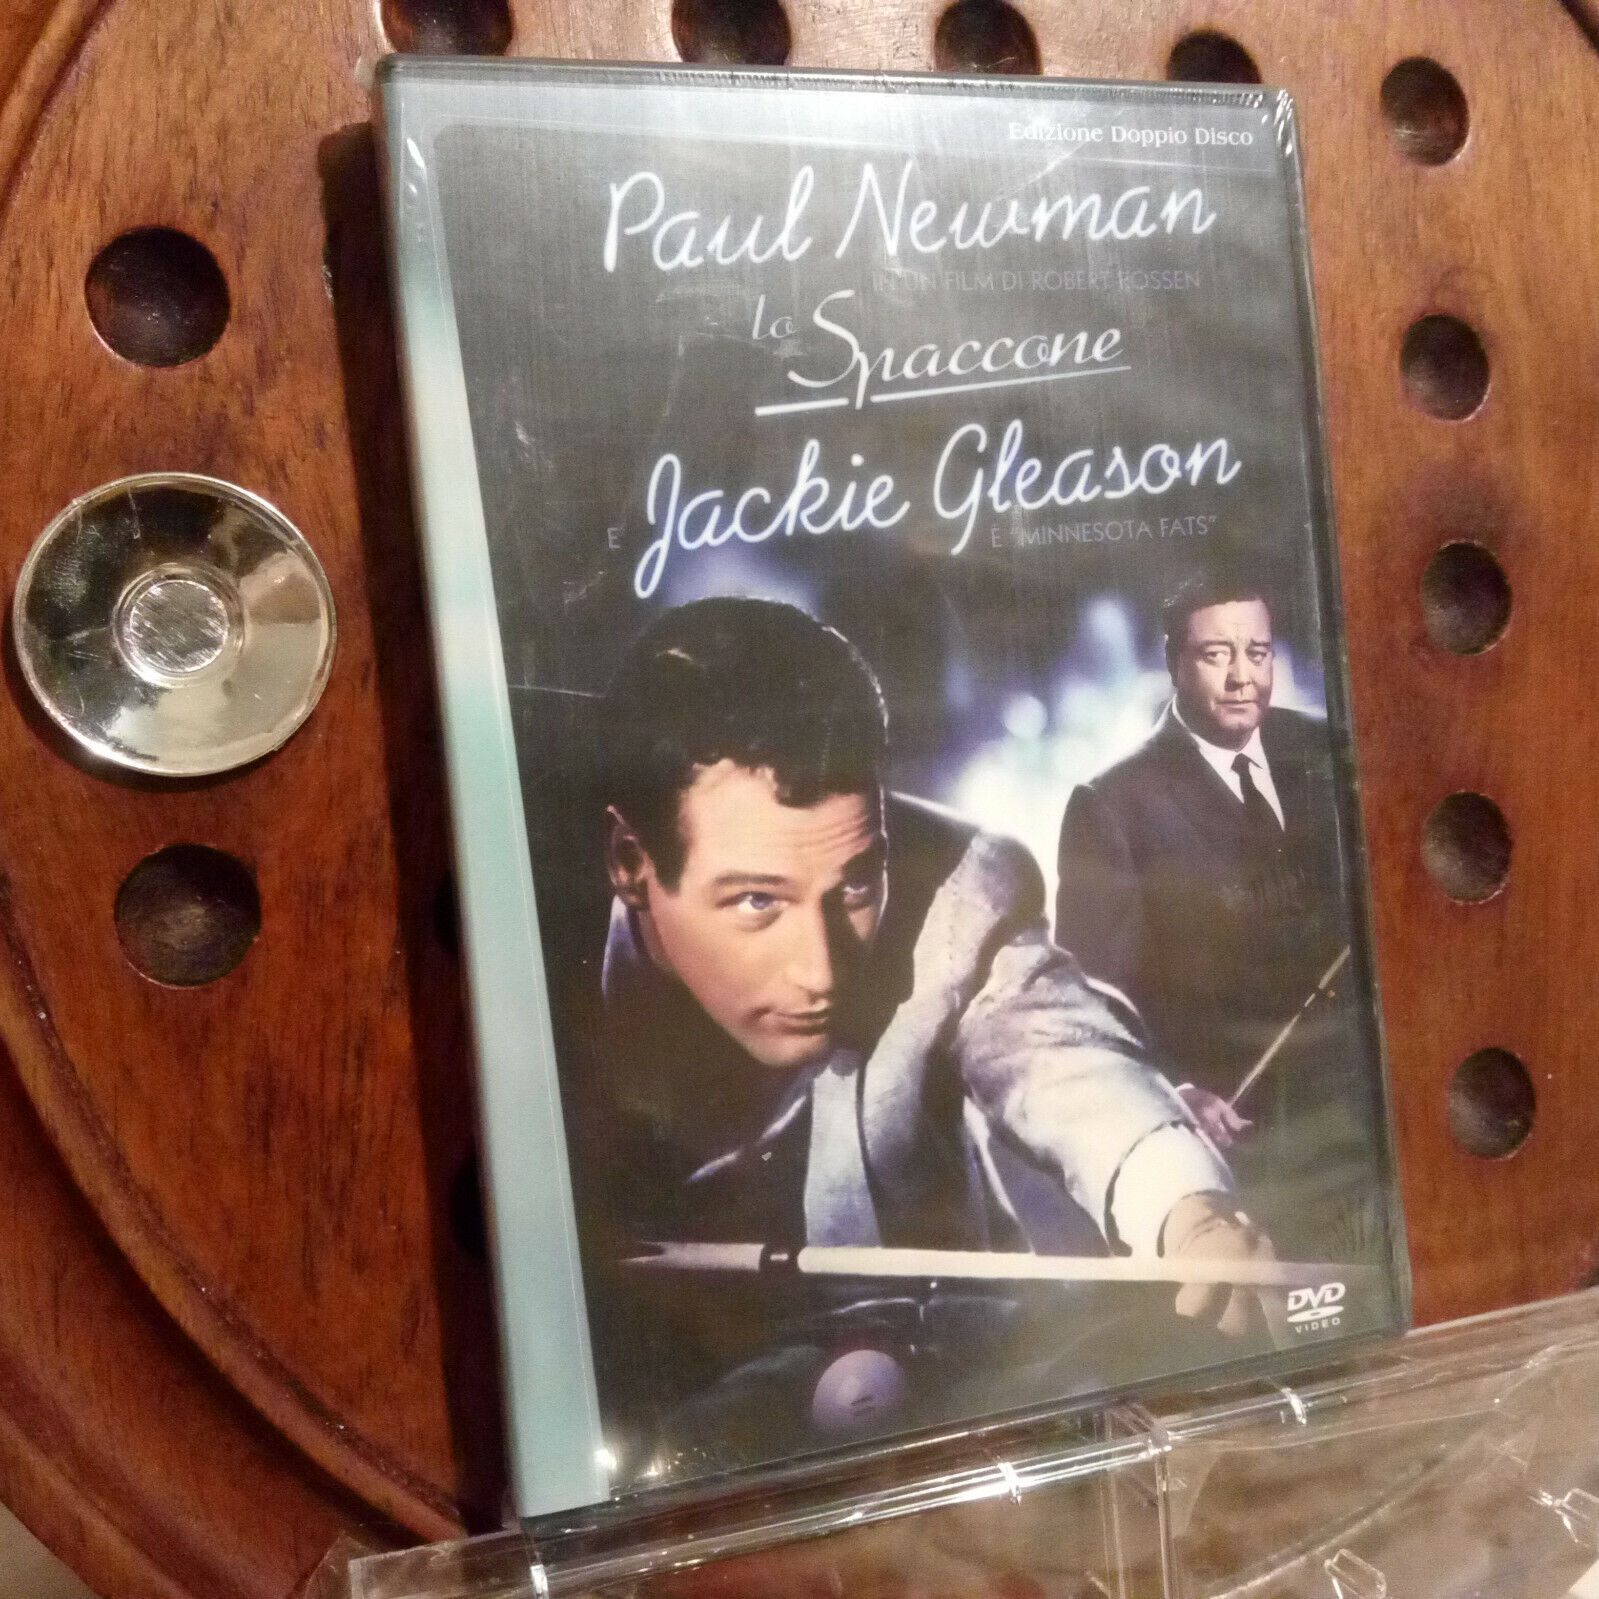 Edizione Doppio Disco
Paul Newman
IN UN FILM DI ROBERT ROSSEN
lo Spaccone
E Jackie Gleason
È "MINNESOTA FATS"
DVD
VIDEO